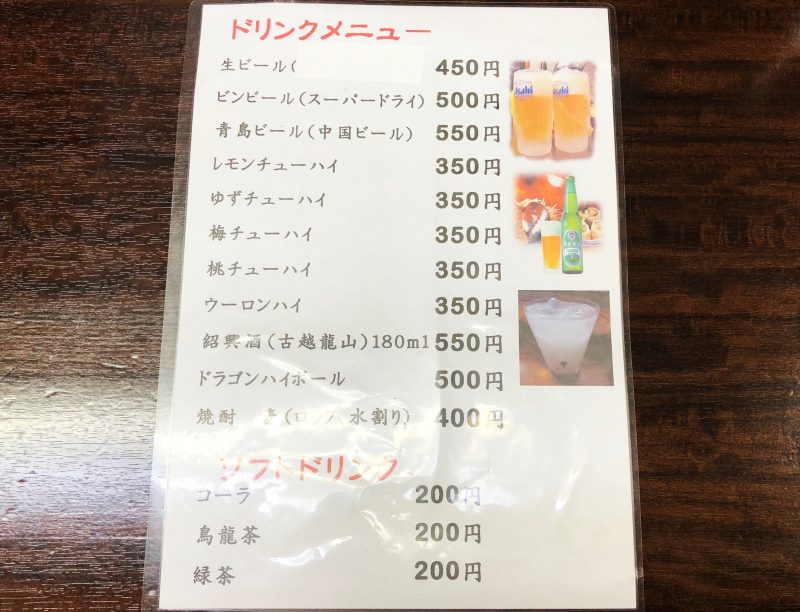 ドリンクメニュー
生ビール( 450円
ビンビール(スーパードライ) 500円
青島ビール(中国ビール) 550円
レモンチューハイ 350円
ゆずチューハイ 350円
梅チューハイ 350円
桃チューハイ 350円
ウーロンハイ 350円
紹興酒(古越龍山)180ml 550円
ドラゴンハイボール 500円
焼酎 (ロック 水割り) 400円
ソフトドリンク
コーラ 200円
烏龍茶 200円
緑茶 200円
Asahi